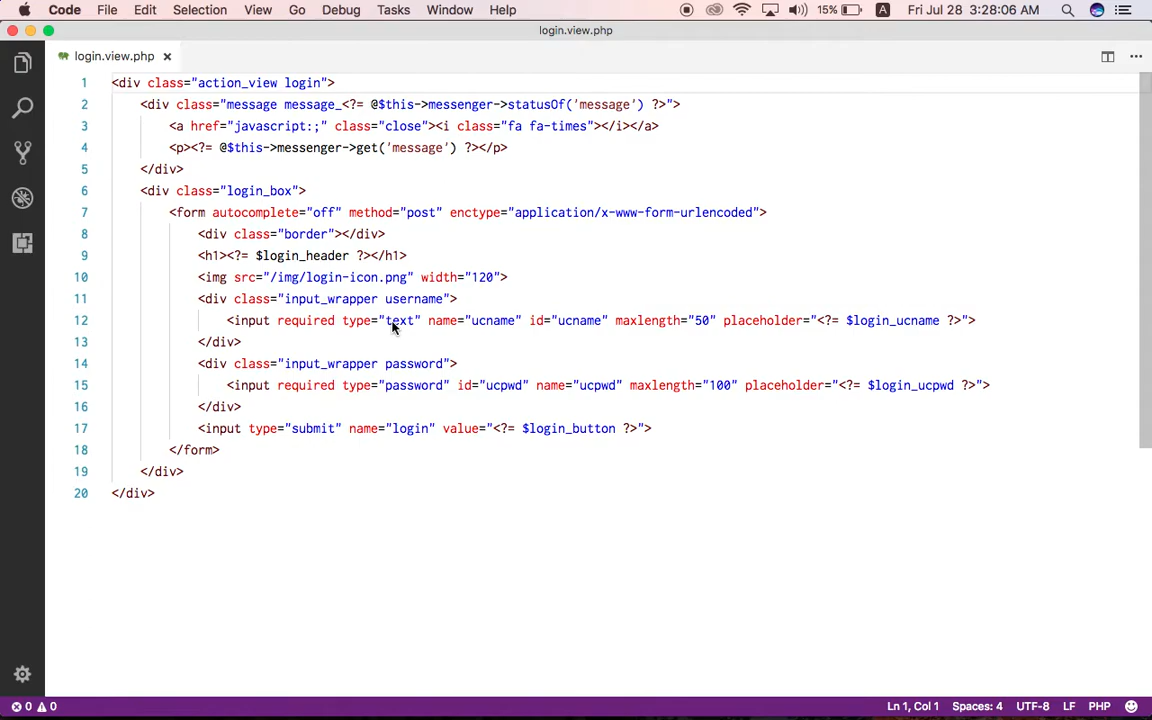 Code File Edit Selection View Go Debug Tasks Window Help 15% A Fri Jul 28 3:28:06 AM
login.view.php
login.view.php ×
1 <div class="action_view login">
2 <div class="message message_<?= @$this->messenger->statusOf('message') ?>">
3 <a href="javascript:;" class="close"><i class="fa fa-times"></i></a>
4 <p><?= @$this->messenger->get('message') ?></p>
5 </div>
6 <div class="login_box">
7 <form autocomplete="off" method="post" enctype="application/x-www-form-urlencoded">
8 <div class="border"></div>
9 <h1><?= $login_header ?></h1>
10 <img src="/img/login-icon.png" width="120">
11 <div class="input_wrapper username">
12 <input required type="text" name="ucname" id="ucname" maxlength="50" placeholder="<?= $login_ucname ?>">
13 </div>
14 <div class="input_wrapper password">
15 <input required type="password" id="ucpwd" name="ucpwd" maxlength="100" placeholder="<?= $login_ucpwd ?>">
16 </div>
17 <input type="submit" name="login" value="<?= $login_button ?>">
18 </form>
19 </div>
20 </div>
0 0 Ln 1, Col 1 Spaces: 4 UTF-8 LF PHP